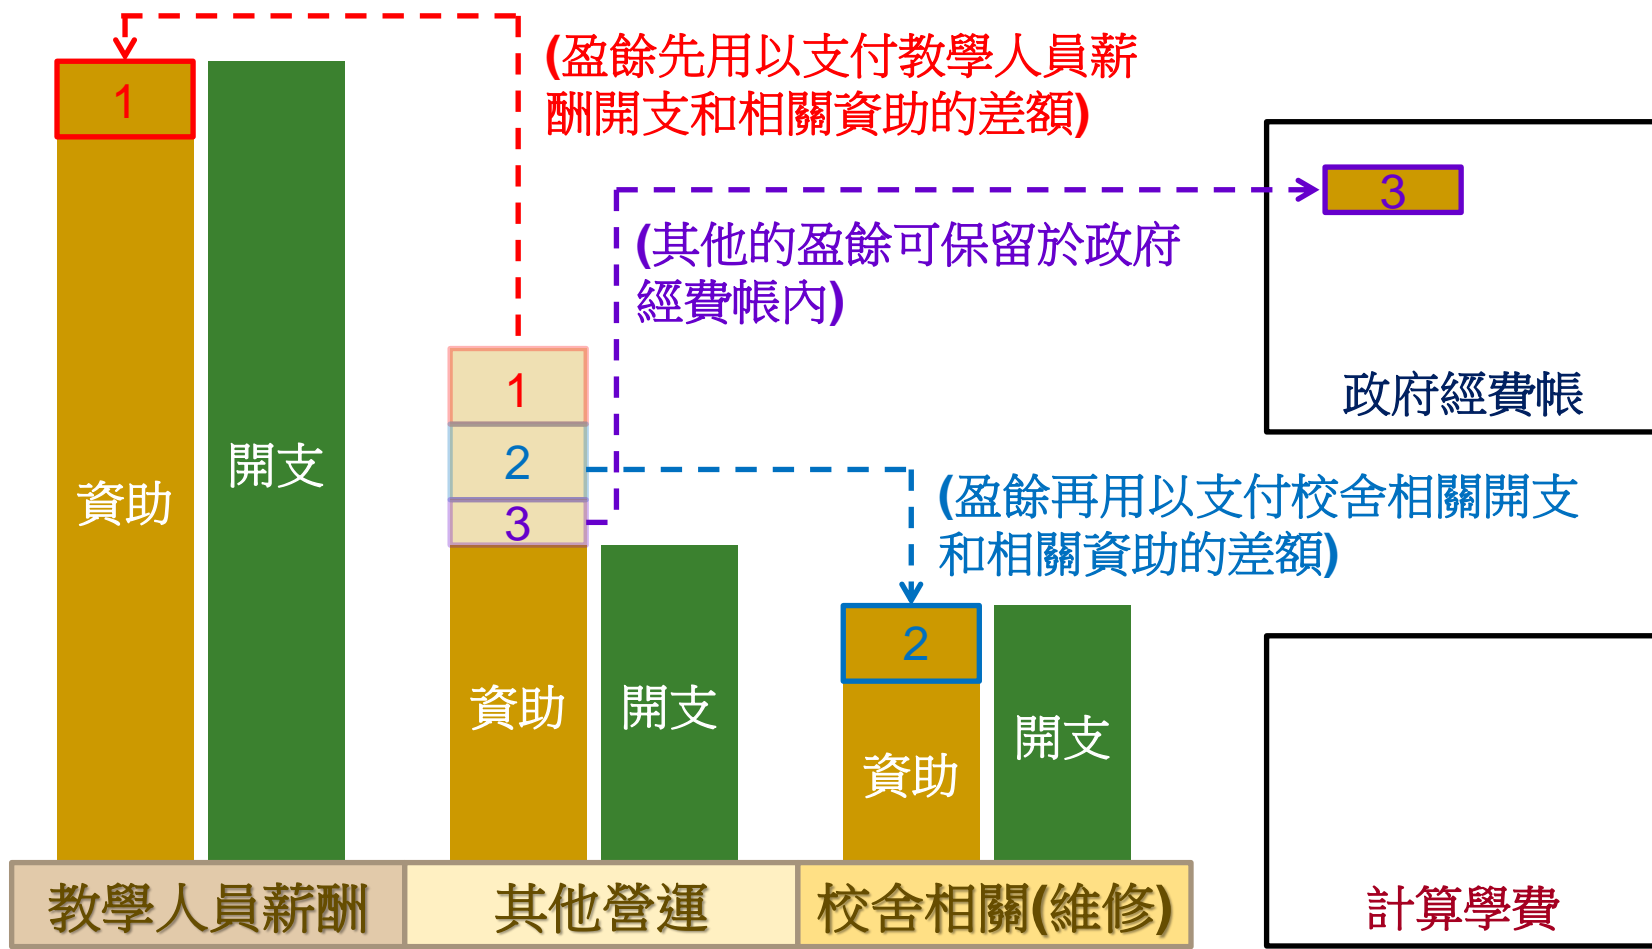 (盈餘先用以支付教學人員薪
酬開支和相關資助的差額)
1
3
(其他的盈餘可保留於政府
經費帳內)
政府經費帳
1
2
3
資助
開支
(盈餘再用以支付校舍相關開支
和相關資助的差額)
2
資助
開支
資助
開支
教學人員薪酬
其他營運
校舍相關(維修)
計算學費